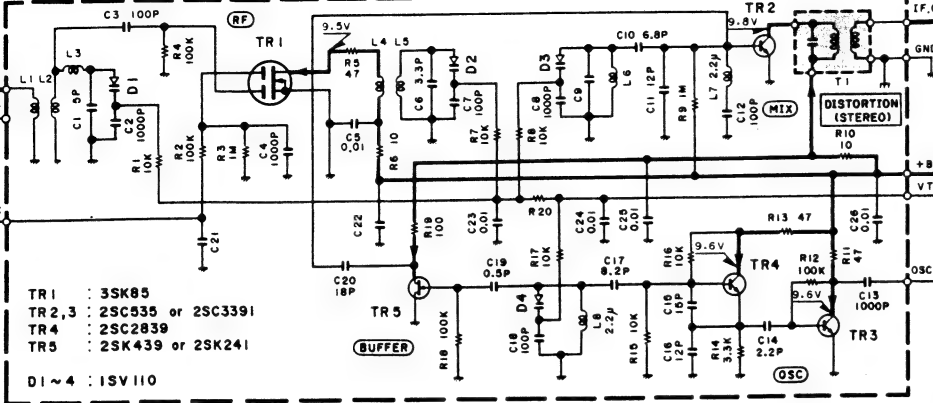 C3 100P
RF
9.5V
TR2
9.8V
IF.
R4
100K
TR1
L4
L5
R5
47
C6 3.3P
D2
C7
100P
D3
C8
1000P
C9
C10 6.8P
L6
C11 12P
R9 1M
L7 2.2μ
C12
100P
MIX
T1
GND
DISTORTION
(STEREO)
R10
10
L1
L2
L3
C1 5P
D1
C2
1000P
R1
10K
R2
100K
R3
1M
C4
1000P
C5
0.01
R6 10
R7
10K
R8
10K
+B
VT
C21
C22
R19
100
C23
0.01
R20
C24
0.01
C25
0.01
R13 47
C26
0.01
R17
10K
R16
10K
9.6V
TR4
R12
100K
R11
47
C20
18P
C19
0.5P
C17
8.2P
OSC
TR5
D4
C15
15P
9.6V
C13
1000P
TR1 : 3SK85
TR2,3 : 2SC535 or 2SC3391
TR4 : 2SC2839
TR5 : 2SK439 or 2SK241
D1~4 : 1SV110
BUFFER
R18 100K
C18
100P
L8
2.2μ
R15 10K
C16
12P
R14
3.3K
C14
2.2P
TR3
OSC